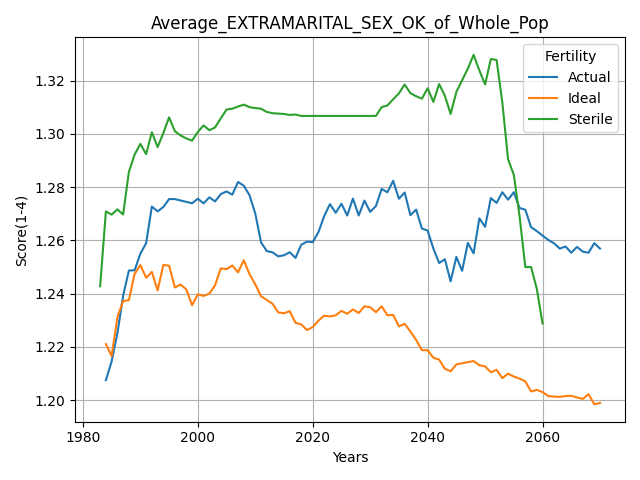 Average_EXTRAMARITAL_SEX_OK_of_Whole_Pop
Fertility
Actual
Ideal
Sterile
Score(1-4)
1.32
1.30
1.28
1.26
1.24
1.22
1.20
1980 2000 2020 2040 2060
Years